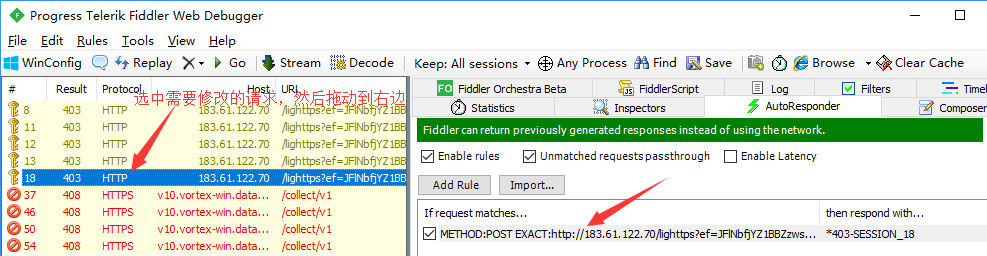 Progress Telerik Fiddler Web Debugger
File Edit Rules Tools View Help
WinConfig Replay Go Stream Decode Keep: All sessions Any Process Find Save Browse Clear Cache
# Result Protocol Host URL
选中需要修改的请求，然后拖动到右边
8 403 HTTP 183.61.122.70 /lighttps?ef=JFlNbfjYZ1BB
11 403 HTTP 183.61.122.70 /lighttps?ef=JFlNbfjYZ1BB
12 403 HTTP 183.61.122.70 /lighttps?ef=JFlNbfjYZ1BB
13 403 HTTP 183.61.122.70 /lighttps?ef=JFlNbfjYZ1BB
18 403 HTTP 183.61.122.70 /lighttps?ef=JFlNbfjYZ1BB
37 408 HTTPS v10.vortex-win.data... /collect/v1
46 408 HTTPS v10.vortex-win.data... /collect/v1
50 408 HTTPS v10.vortex-win.data... /collect/v1
54 408 HTTPS v10.vortex-win.data... /collect/v1
FO Fiddler Orchestra Beta FiddlerScript Log Filters Timel
Statistics Inspectors AutoResponder Composer
Fiddler can return previously generated responses instead of using the network.
Enable rules Unmatched requests passthrough Enable Latency
Add Rule Import...
If request matches... then respond with...
METHOD:POST EXACT:http://183.61.122.70/lighttps?ef=JFlNbfjYZ1BBZzws... *403-SESSION_18